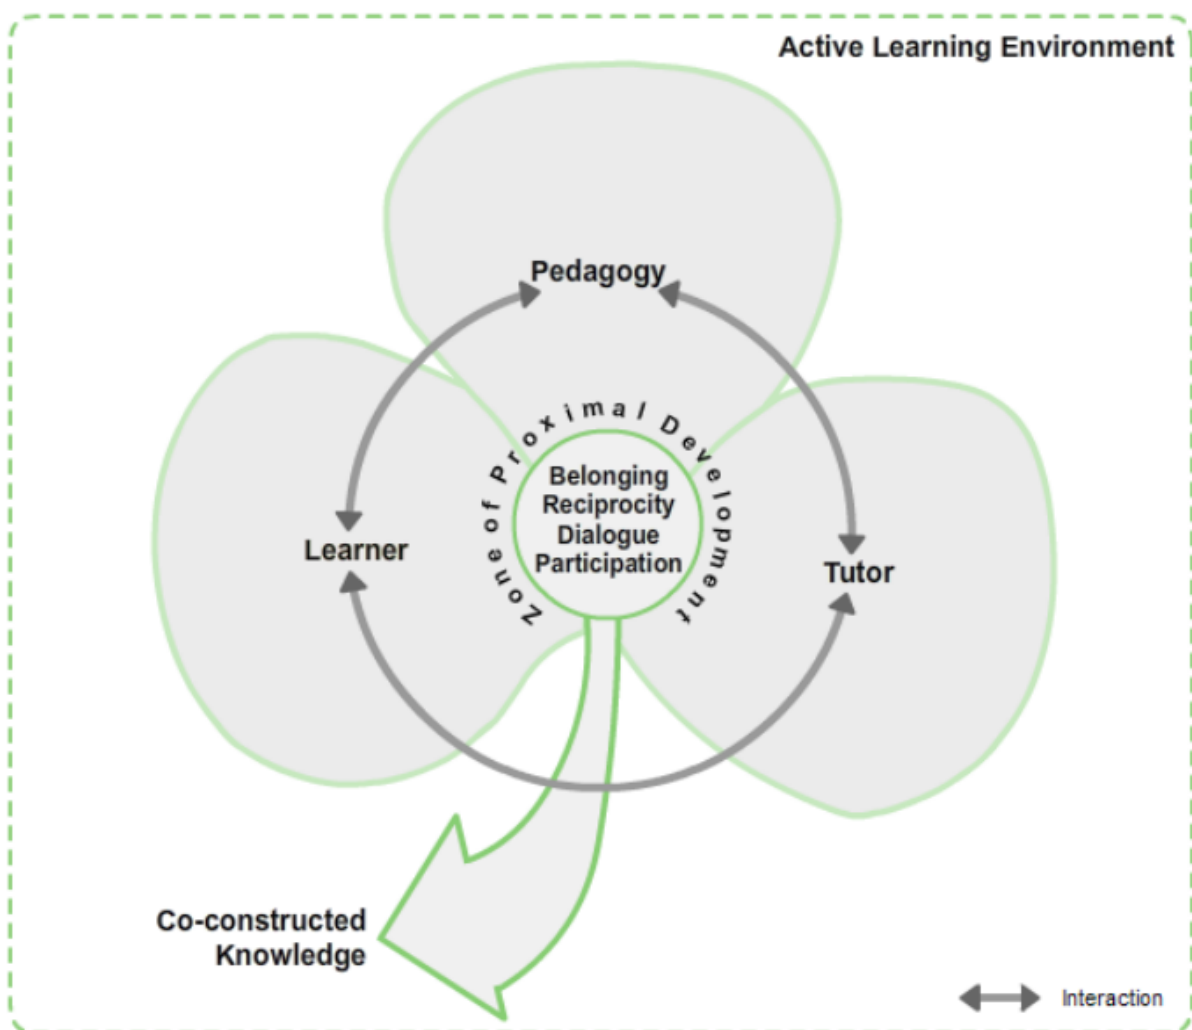 Active Learning Environment
Pedagogy
Zone of Proximal Development
Belonging
Reciprocity
Dialogue
Participation
Learner
Tutor
Co-constructed
Knowledge
Interaction